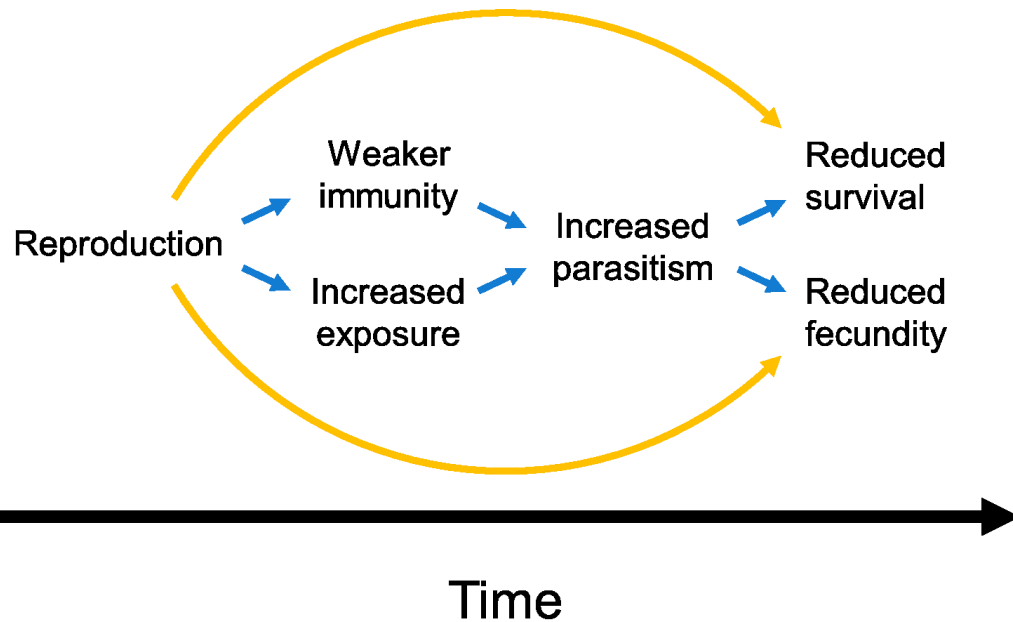 Reproduction
Weaker
immunity
Increased
exposure
Increased
parasitism
Reduced
survival
Reduced
fecundity
Time